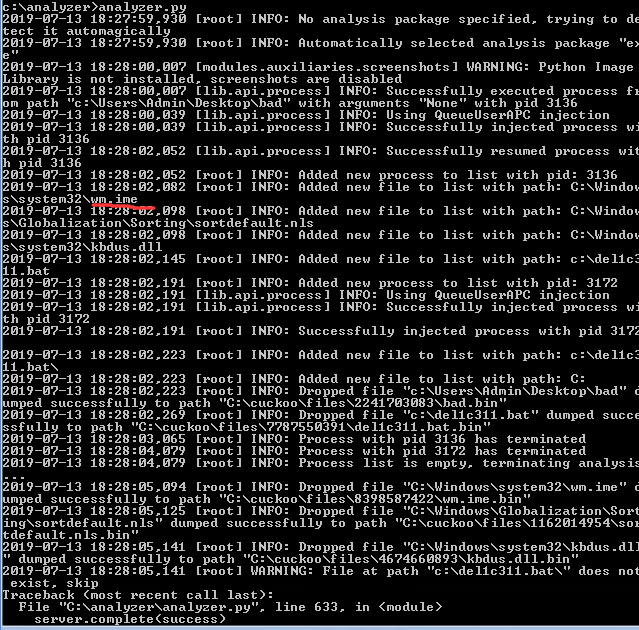 c:\analyzer>analyzer.py
2019-07-13 18:27:59,930 [root] INFO: No analysis package specified, trying to de
tect it automagically
2019-07-13 18:27:59,930 [root] INFO: Automatically selected analysis package "ex
e"
2019-07-13 18:28:00,007 [modules.auxiliaries.screenshots] WARNING: Python Image
Library is not installed, screenshots are disabled
2019-07-13 18:28:00,007 [lib.api.process] INFO: Successfully executed process fr
om path "c:\Users\Admin\Desktop\bad" with arguments "None" with pid 3136
2019-07-13 18:28:00,039 [lib.api.process] INFO: Using QueueUserAPC injection
2019-07-13 18:28:00,039 [lib.api.process] INFO: Successfully injected process wi
th pid 3136
2019-07-13 18:28:02,052 [lib.api.process] INFO: Successfully resumed process wit
h pid 3136
2019-07-13 18:28:02,052 [root] INFO: Added new process to list with pid: 3136
2019-07-13 18:28:02,082 [root] INFO: Added new file to list with path: C:\Window
s\system32\wm.ime
2019-07-13 18:28:02,098 [root] INFO: Added new file to list with path: C:\Window
s\Globalization\Sorting\sortdefault.nls
2019-07-13 18:28:02,098 [root] INFO: Added new file to list with path: C:\Window
s\system32\kbdus.dll
2019-07-13 18:28:02,145 [root] INFO: Added new file to list with path: c:\del1c3
11.bat
2019-07-13 18:28:02,191 [root] INFO: Added new process to list with pid: 3172
2019-07-13 18:28:02,191 [lib.api.process] INFO: Using QueueUserAPC injection
2019-07-13 18:28:02,191 [lib.api.process] INFO: Successfully injected process wi
th pid 3172
2019-07-13 18:28:02,191 [root] INFO: Successfully injected process with pid 3172
2019-07-13 18:28:02,223 [root] INFO: Added new file to list with path: c:\del1c3
11.bat\
2019-07-13 18:28:02,223 [root] INFO: Added new file to list with path: C:
2019-07-13 18:28:02,223 [root] INFO: Dropped file "c:\Users\Admin\Desktop\bad" d
umped successfully to path "C:\cuckoo\files\2241703083\bad.bin"
2019-07-13 18:28:02,269 [root] INFO: Dropped file "c:\del1c311.bat" dumped succe
ssfully to path "C:\cuckoo\files\7787550391\del1c311.bat.bin"
2019-07-13 18:28:03,065 [root] INFO: Process with pid 3136 has terminated
2019-07-13 18:28:04,079 [root] INFO: Process with pid 3172 has terminated
2019-07-13 18:28:04,079 [root] INFO: Process list is empty, terminating analysis
...
2019-07-13 18:28:05,094 [root] INFO: Dropped file "C:\Windows\system32\wm.ime" d
umped successfully to path "C:\cuckoo\files\8398587422\wm.ime.bin"
2019-07-13 18:28:05,125 [root] INFO: Dropped file "C:\Windows\Globalization\Sort
ing\sortdefault.nls" dumped successfully to path "C:\cuckoo\files\1162014954\sor
tdefault.nls.bin"
2019-07-13 18:28:05,141 [root] INFO: Dropped file "C:\Windows\system32\kbdus.dll
" dumped successfully to path "C:\cuckoo\files\4674660893\kbdus.dll.bin"
2019-07-13 18:28:05,141 [root] WARNING: File at path "c:\del1c311.bat\" does not
 exist, skip
Traceback (most recent call last):
  File "C:\analyzer\analyzer.py", line 633, in <module>
    server.complete(success)